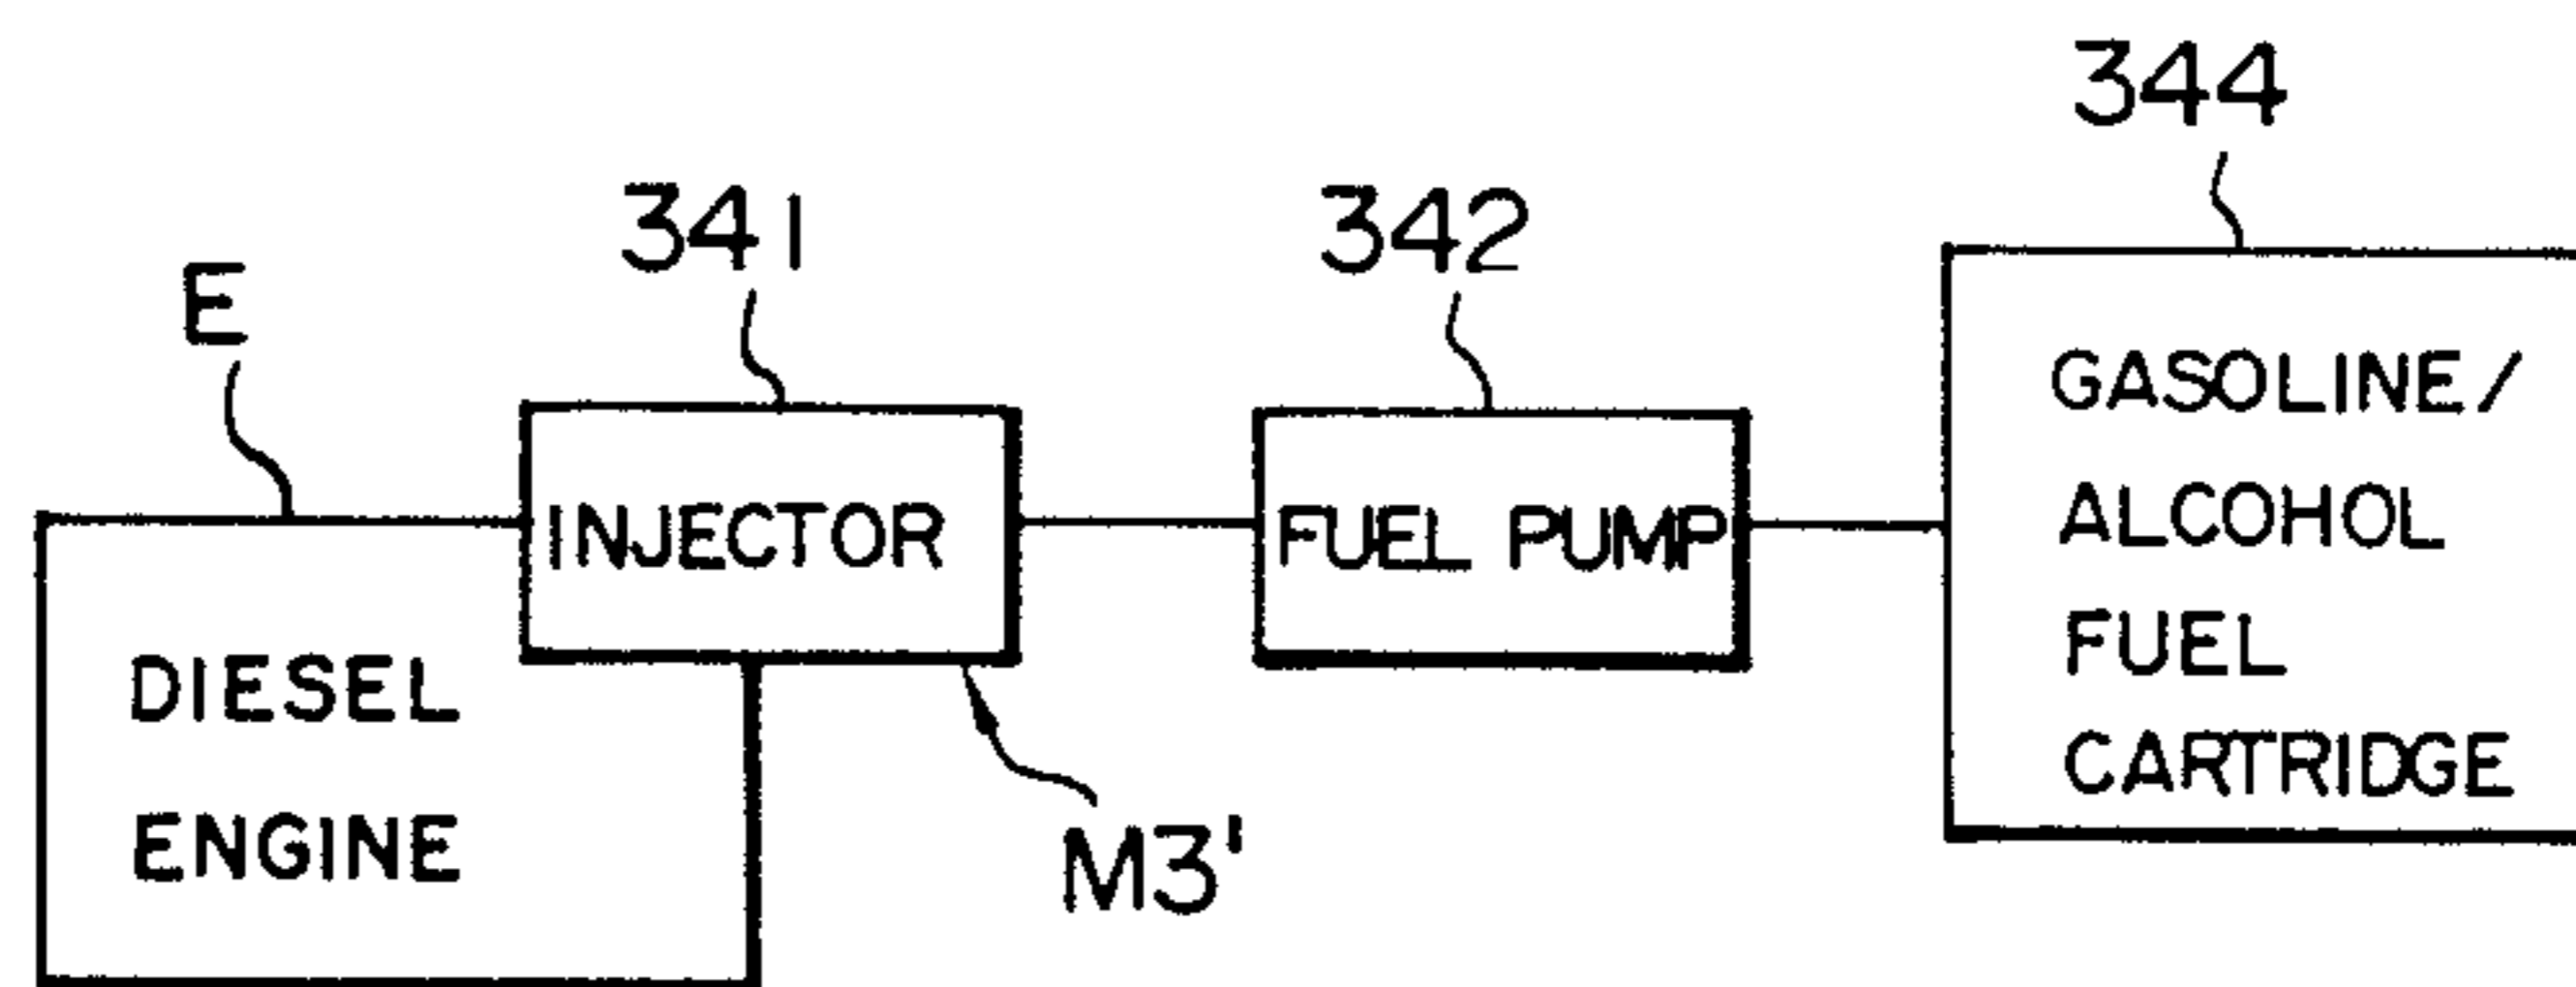 344
341
342
E
GASOLINE/
ALCOHOL
FUEL
CARTRIDGE
INJECTOR
FUEL PUMP
DIESEL
ENGINE
M3'